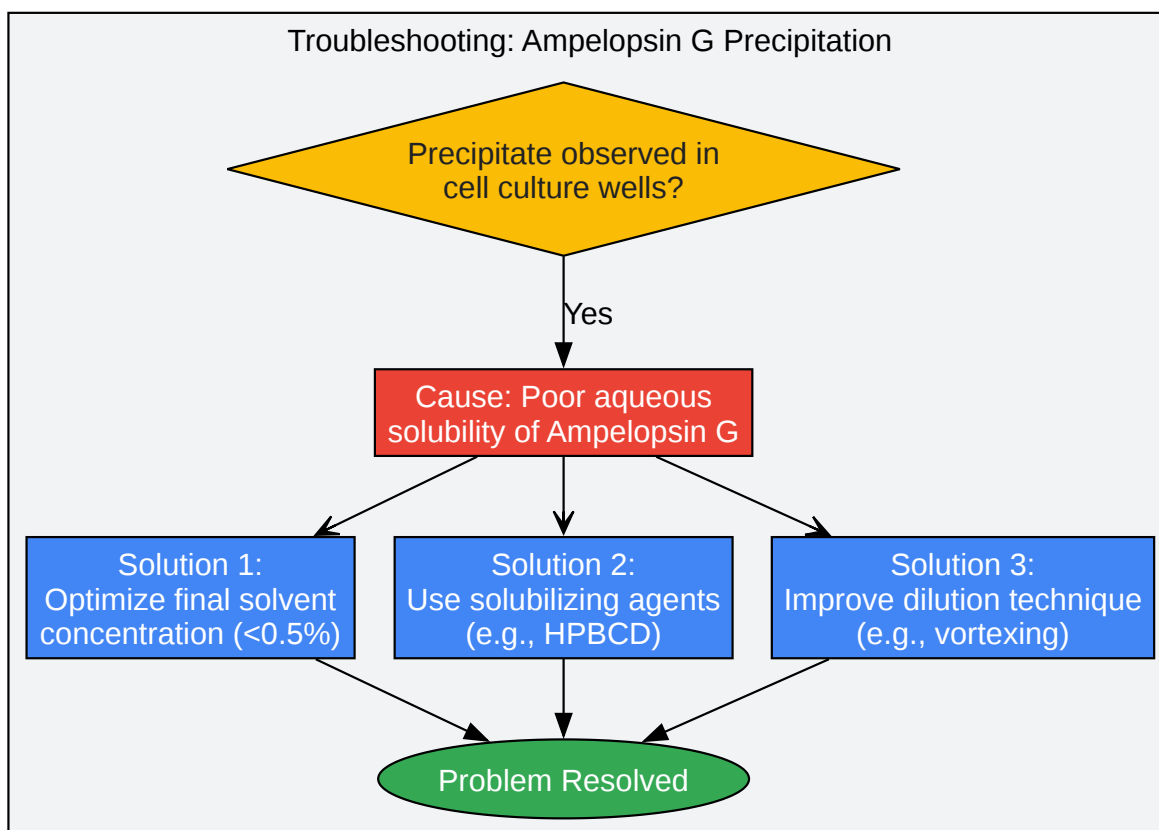 Troubleshooting: Ampelopsin G Precipitation
Precipitate observed in
cell culture wells?
Yes
Cause: Poor aqueous
solubility of Ampelopsin G
Solution 1:
Optimize final solvent
concentration (<0.5%)
Solution 2:
Use solubilizing agents
(e.g., HPBCD)
Solution 3:
Improve dilution technique
(e.g., vortexing)
Problem Resolved